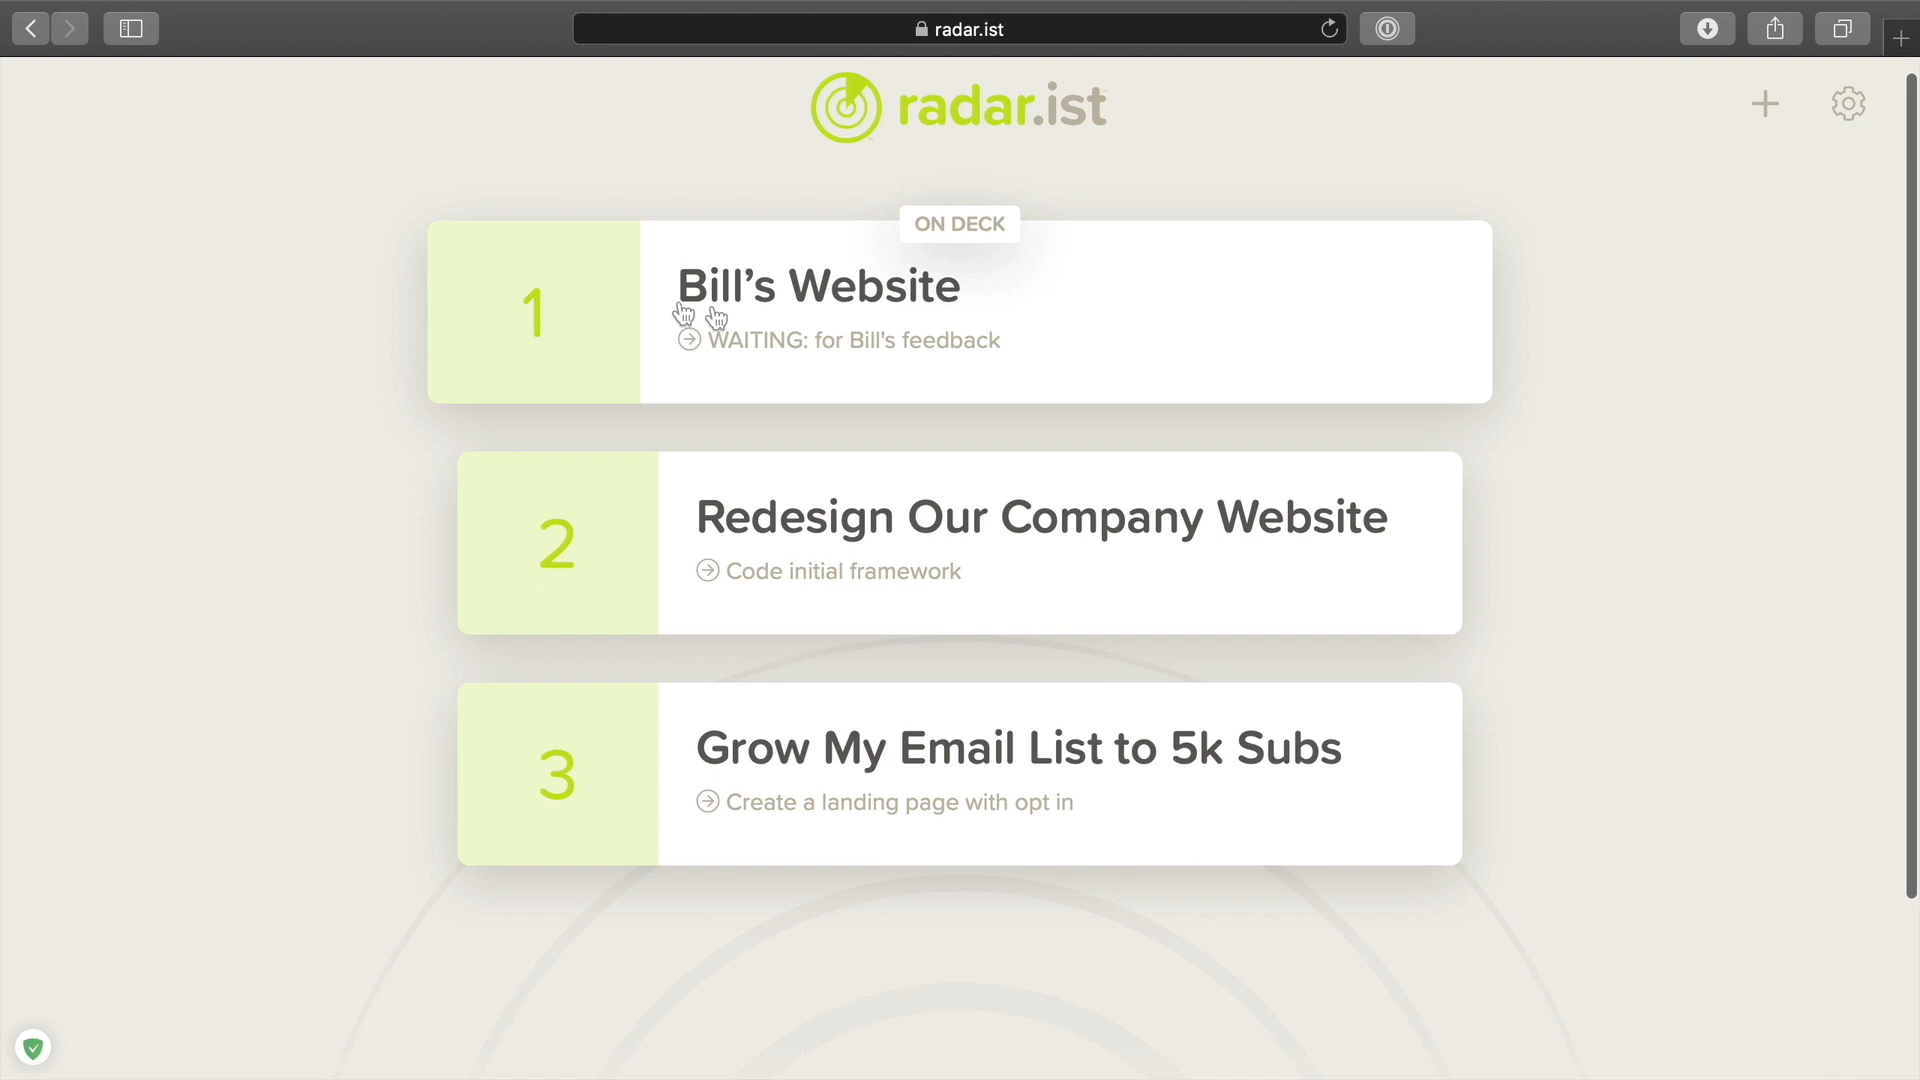 radar.ist
radar.ist
ON DECK
1
Bill’s Website
WAITING: for Bill's feedback
2
Redesign Our Company Website
Code initial framework
3
Grow My Email List to 5k Subs
Create a landing page with opt in